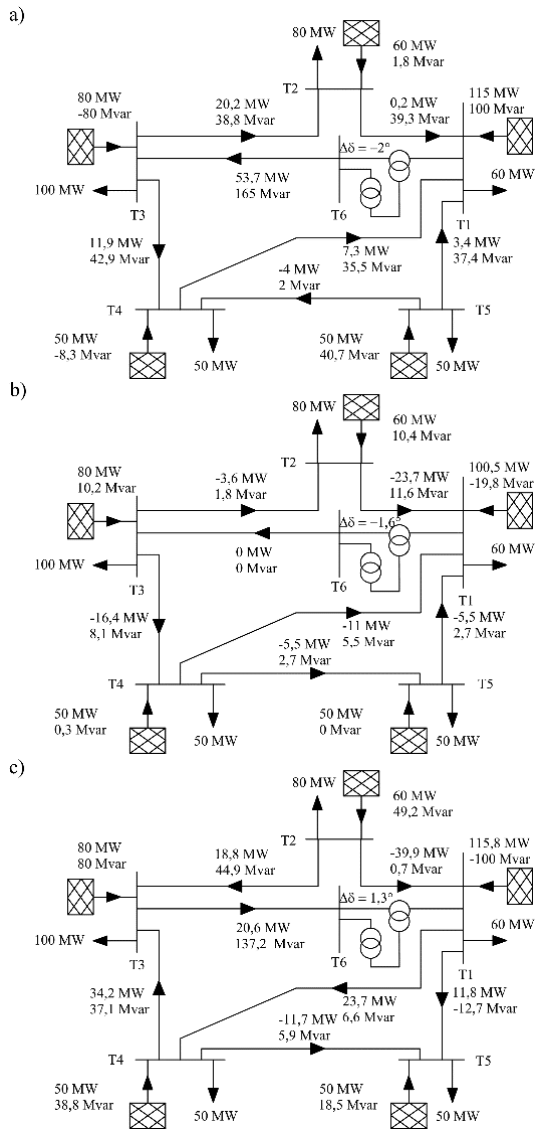 a)
80 MW
60 MW
1,8 Mvar
T2
80 MW
-80 Mvar
20,2 MW
38,8 Mvar
0,2 MW
39,3 Mvar
115 MW
100 Mvar
Δδ = −2°
100 MW
53,7 MW
165 Mvar
60 MW
T3
T6
T1
11,9 MW
42,9 Mvar
7,3 MW
35,5 Mvar
3,4 MW
37,4 Mvar
-4 MW
2 Mvar
T4
T5
50 MW
-8,3 Mvar
50 MW
50 MW
40,7 Mvar
50 MW
b)
80 MW
60 MW
10,4 Mvar
T2
80 MW
10,2 Mvar
-3,6 MW
1,8 Mvar
-23,7 MW
11,6 Mvar
100,5 MW
-19,8 Mvar
Δδ = −1,6°
100 MW
0 MW
0 Mvar
60 MW
T3
T6
T1
-16,4 MW
8,1 Mvar
-11 MW
5,5 Mvar
-5,5 MW
2,7 Mvar
-5,5 MW
2,7 Mvar
T4
T5
50 MW
0,3 Mvar
50 MW
50 MW
0 Mvar
50 MW
c)
80 MW
60 MW
49,2 Mvar
T2
80 MW
80 Mvar
18,8 MW
44,9 Mvar
-39,9 MW
0,7 Mvar
115,8 MW
-100 Mvar
Δδ = 1,3°
100 MW
20,6 MW
137,2 Mvar
60 MW
T3
T6
T1
34,2 MW
37,1 Mvar
23,7 MW
6,6 Mvar
11,8 MW
-12,7 Mvar
-11,7 MW
5,9 Mvar
T4
T5
50 MW
38,8 Mvar
50 MW
50 MW
18,5 Mvar
50 MW